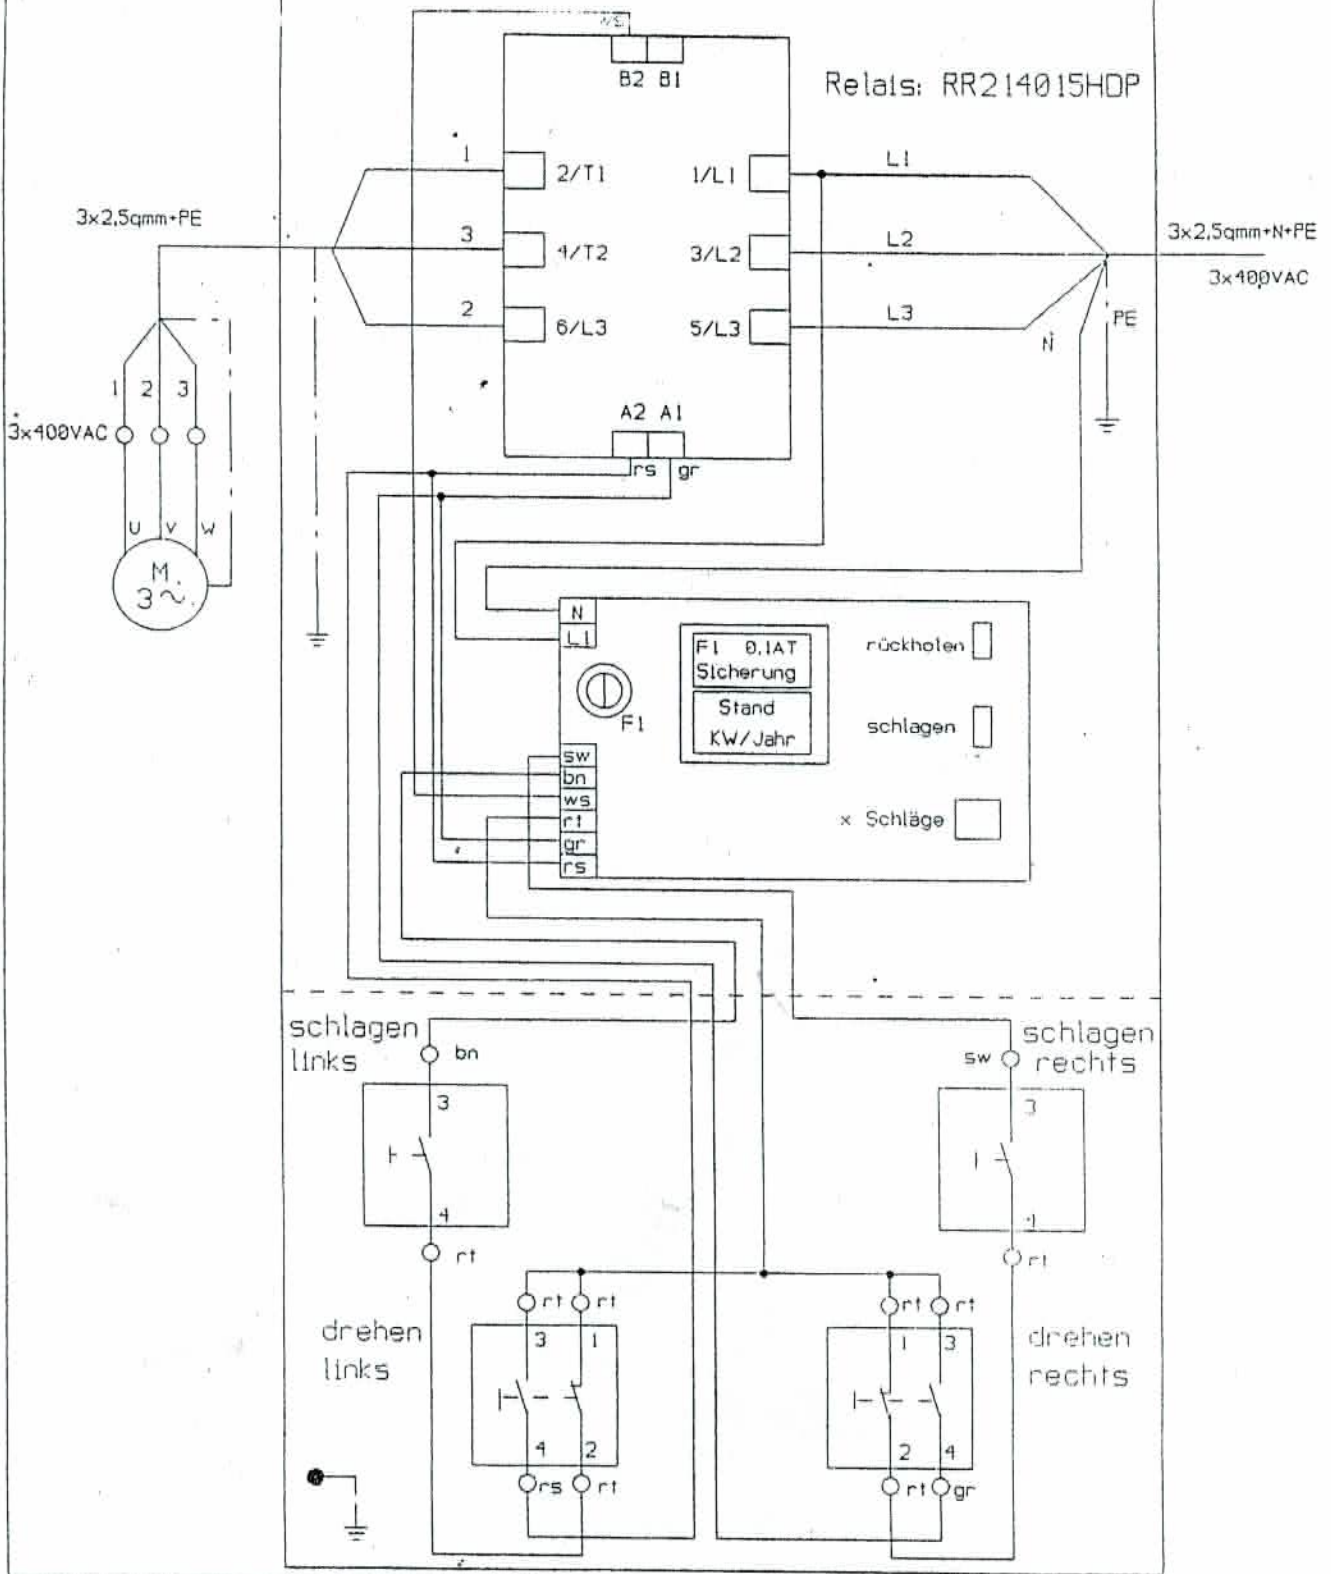 B2 B1
Relais: RR214015HDP
1
2/T1
1/L1
L1
3x2,5qmm+PE
3
4/T2
3/L2
L2
3x2,5qmm+N+PE
3x400VAC
2
6/L3
5/L3
L3
N
PE
1 2 3
3x400VAC
A2 A1
rs gr
U V W
M
3~
N
L1
F1 0,1AT
Sicherung
rückholen
F1
Stand
KW/Jahr
schlagen
sw
bn
ws
rt
gr
rs
x Schläge
schlagen
links
bn
schlagen
rechts
sw
3
3
4
rt
rt
rt rt
rt rt
drehen
links
3 1
1 3
drehen
rechts
4 2
2 4
rs rt
rt gr